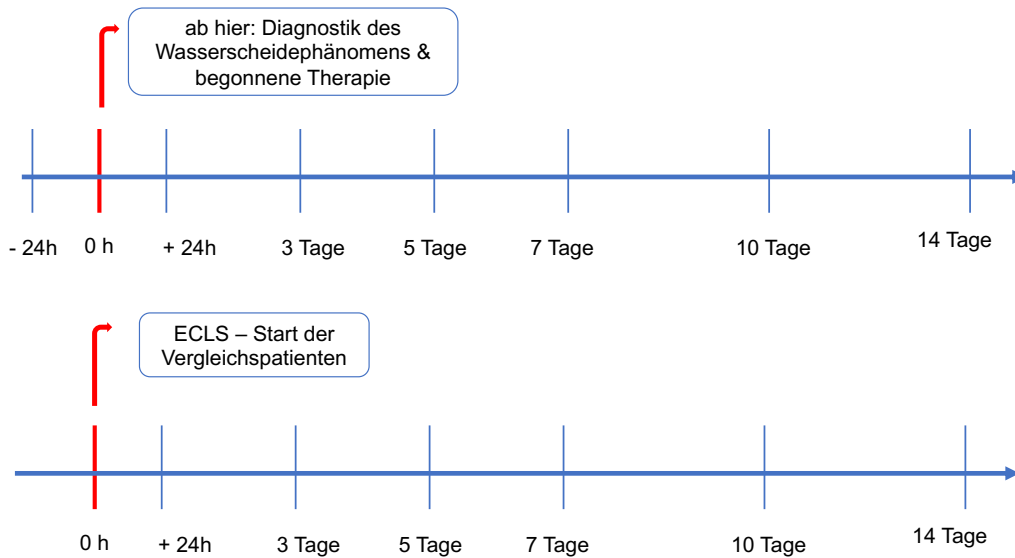 ab hier: Diagnostik des
Wasserscheidephänomens &
begonnene Therapie
- 24h 0 h + 24h 3 Tage 5 Tage 7 Tage 10 Tage 14 Tage
ECLS – Start der
Vergleichspatienten
0 h + 24h 3 Tage 5 Tage 7 Tage 10 Tage 14 Tage